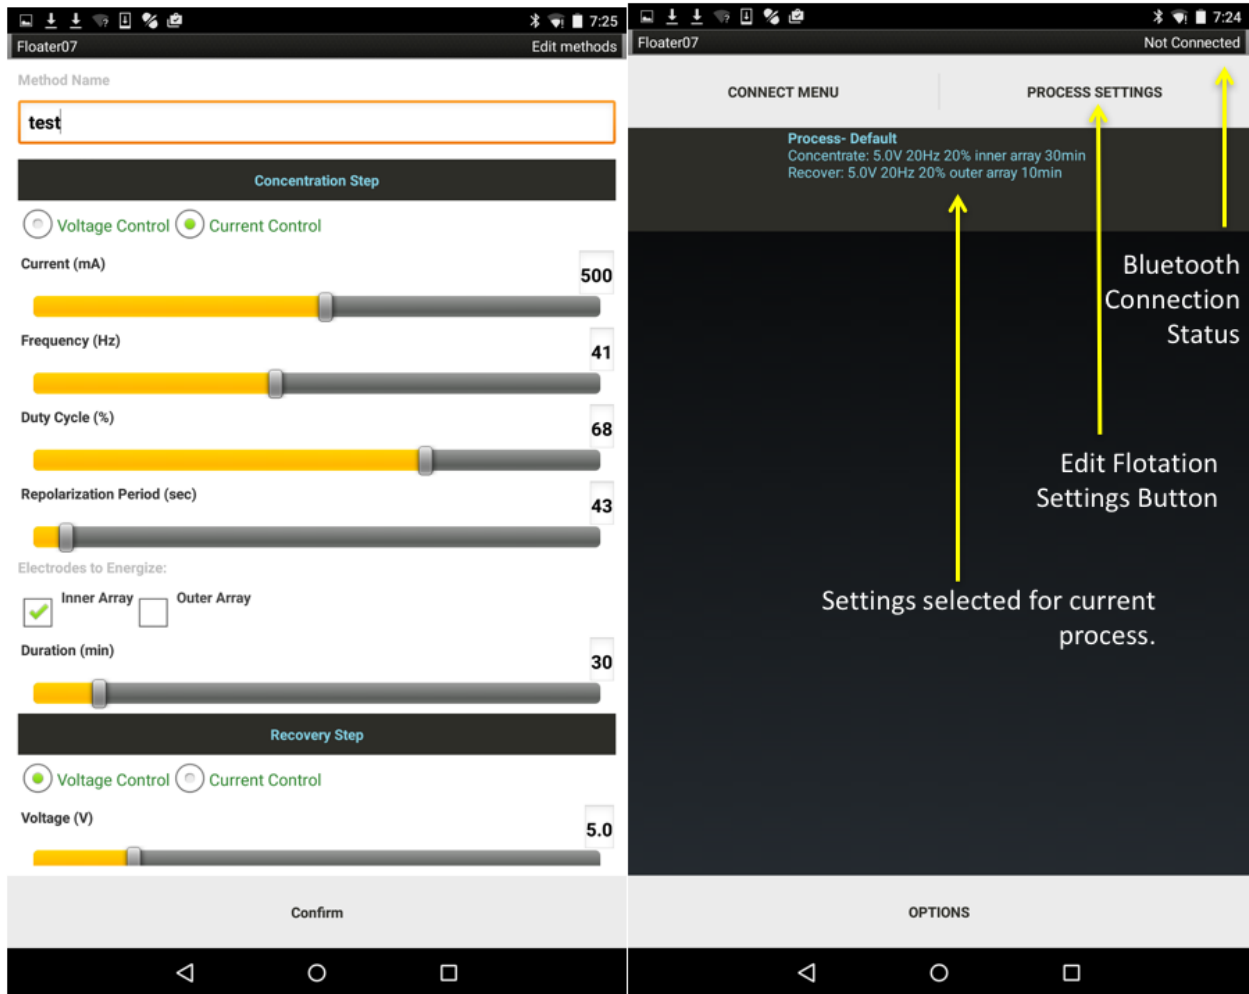 7:25
Floater07 Edit methods
Method Name
test
Concentration Step
Voltage Control Current Control
Current (mA)
500
Frequency (Hz)
41
Duty Cycle (%)
68
Repolarization Period (sec)
43
Electrodes to Energize:
Inner Array Outer Array
Duration (min)
30
Recovery Step
Voltage Control Current Control
Voltage (V)
5.0
Confirm
7:24
Floater07 Not Connected
CONNECT MENU PROCESS SETTINGS
Process- Default
Concentrate: 5.0V 20Hz 20% inner array 30min
Recover: 5.0V 20Hz 20% outer array 10min
Bluetooth
Connection
Status
Edit Flotation
Settings Button
Settings selected for current
process.
OPTIONS